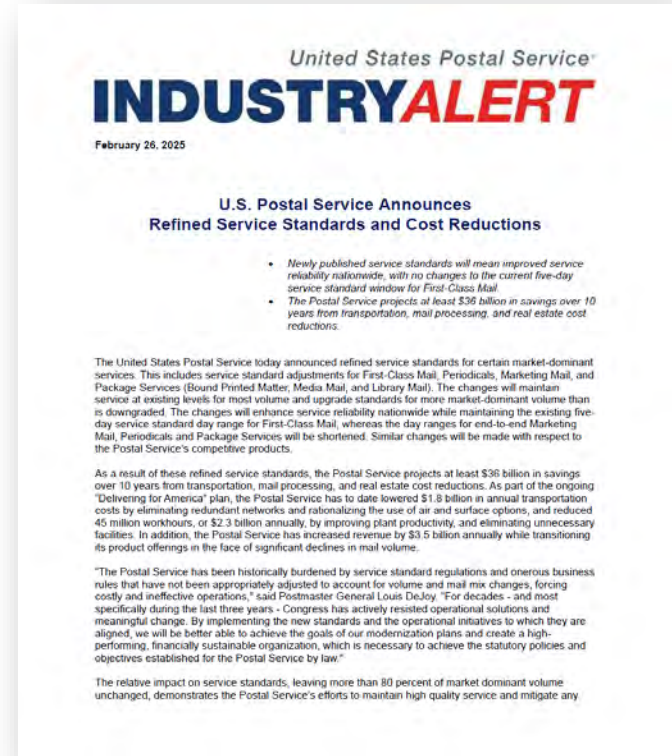 United States Postal Service
INDUSTRYALERT
February 26, 2025
U.S. Postal Service Announces
Refined Service Standards and Cost Reductions
• Newly published service standards will mean improved service
reliability nationwide, with no changes to the current five-day
service standard window for First-Class Mail.
• The Postal Service projects at least $36 billion in savings over 10
years from transportation, mail processing, and real estate cost
reductions.
The United States Postal Service today announced refined service standards for certain market-dominant
services. This includes service standard adjustments for First-Class Mail, Periodicals, Marketing Mail, and
Package Services (Bound Printed Matter, Media Mail, and Library Mail). The changes will maintain
service at existing levels for most volume and upgrade standards for more market-dominant volume than
is downgraded. The changes will enhance service reliability nationwide while maintaining the existing five-
day service standard day range for First-Class Mail, whereas the day ranges for end-to-end Marketing
Mail, Periodicals and Package Services will be shortened. Similar changes will be made with respect to
the Postal Service's competitive products.
As a result of these refined service standards, the Postal Service projects at least $36 billion in savings
over 10 years from transportation, mail processing, and real estate cost reductions. As part of the ongoing
"Delivering for America" plan, the Postal Service has to date lowered $1.8 billion in annual transportation
costs by eliminating redundant networks and rationalizing the use of air and surface options, and reduced
45 million workhours, or $2.3 billion annually, by improving plant productivity, and eliminating unnecessary
facilities. In addition, the Postal Service has increased revenue by $3.5 billion annually while transitioning
its product offerings in the face of significant declines in mail volume.
"The Postal Service has been historically burdened by service standard regulations and onerous business
rules that have not been appropriately adjusted to account for volume and mail mix changes, forcing
costly and ineffective operations," said Postmaster General Louis DeJoy. "For decades - and most
specifically during the last three years - Congress has actively resisted operational solutions and
meaningful change. By implementing the new standards and the operational initiatives to which they are
aligned, we will be better able to achieve the goals of our modernization plans and create a high-
performing, financially sustainable organization, which is necessary to achieve the statutory policies and
objectives established for the Postal Service by law."
The relative impact on service standards, leaving more than 80 percent of market dominant volume
unchanged, demonstrates the Postal Service's efforts to maintain high quality service and mitigate any